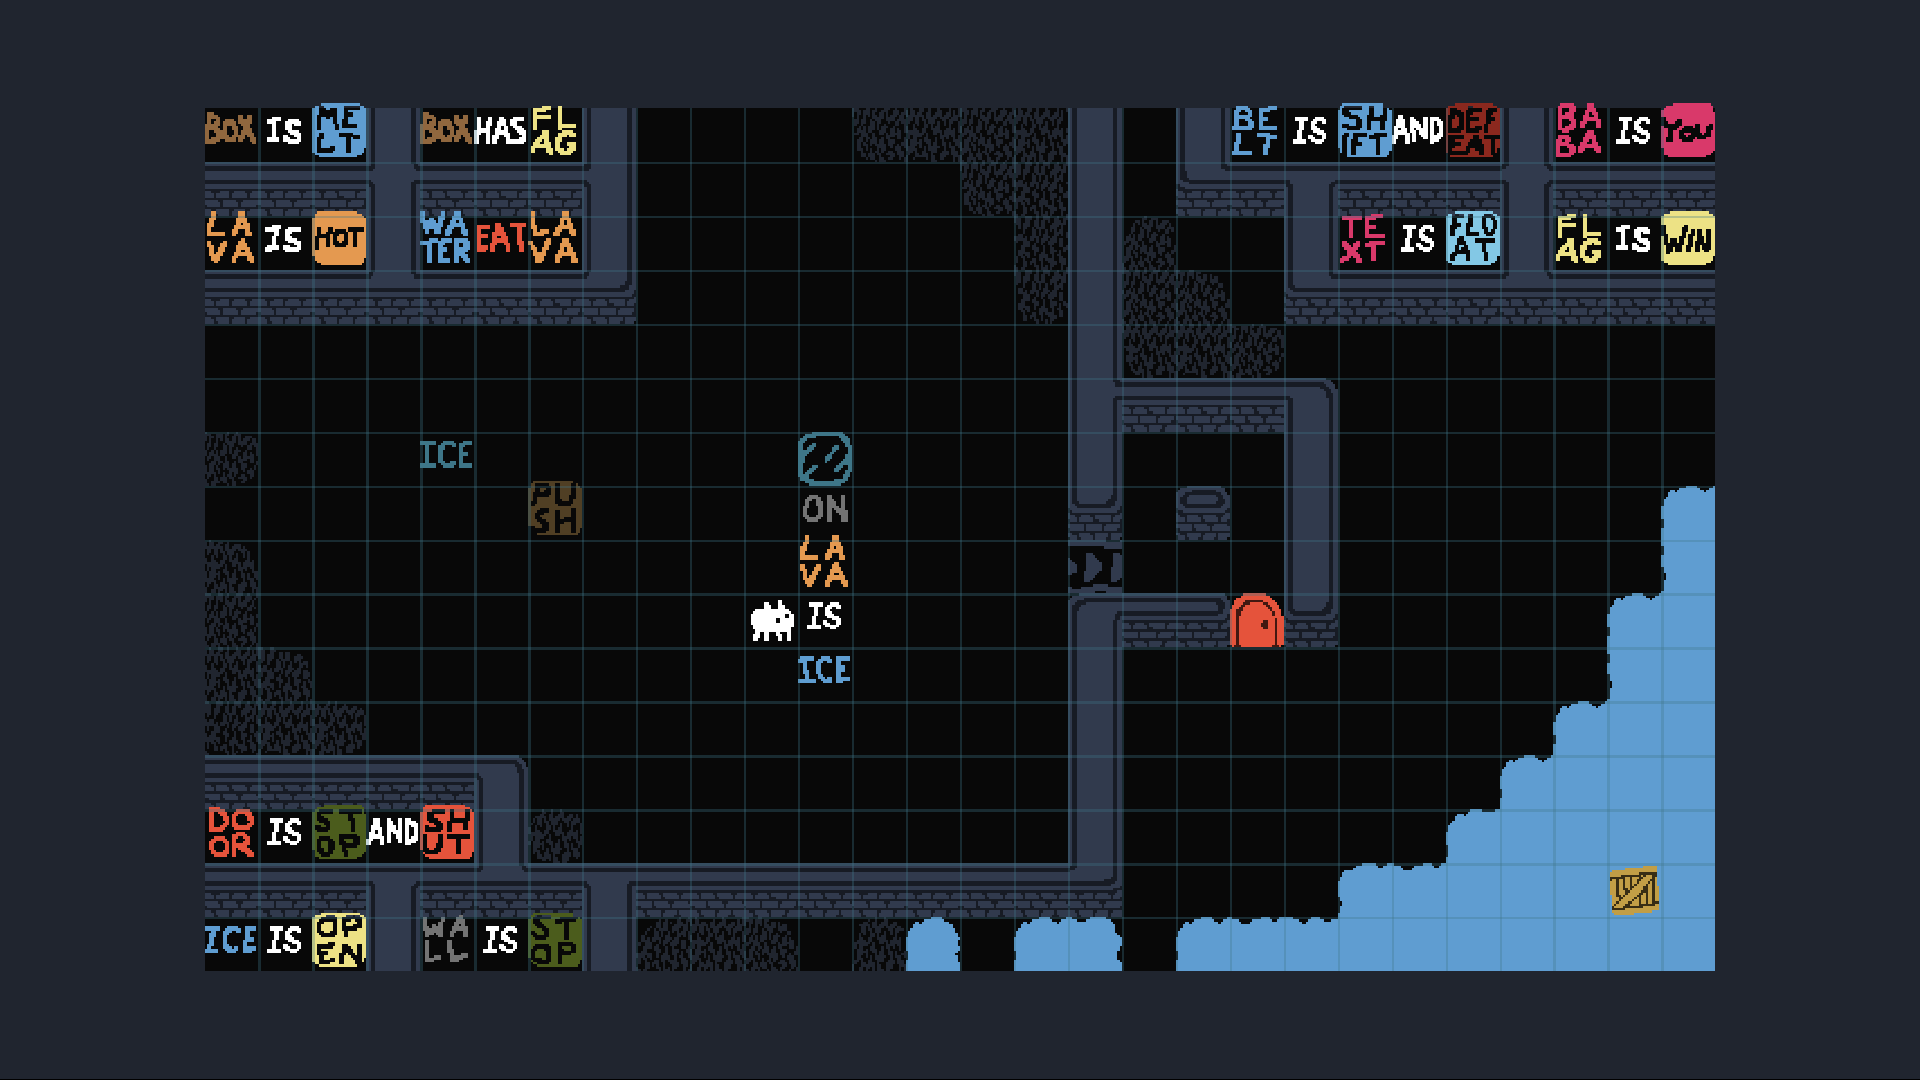 BOX IS MELT BOX HAS FLAG BELT IS SHIFT AND DEFEAT BABA IS YOU
LAVA IS HOT WATER EAT LAVA TEXT IS FLOAT FLAG IS WIN
ICE
PUSH ON
LAVA
IS
ICE
DOOR IS STOP AND SHUT
ICE IS OPEN WALL IS STOP